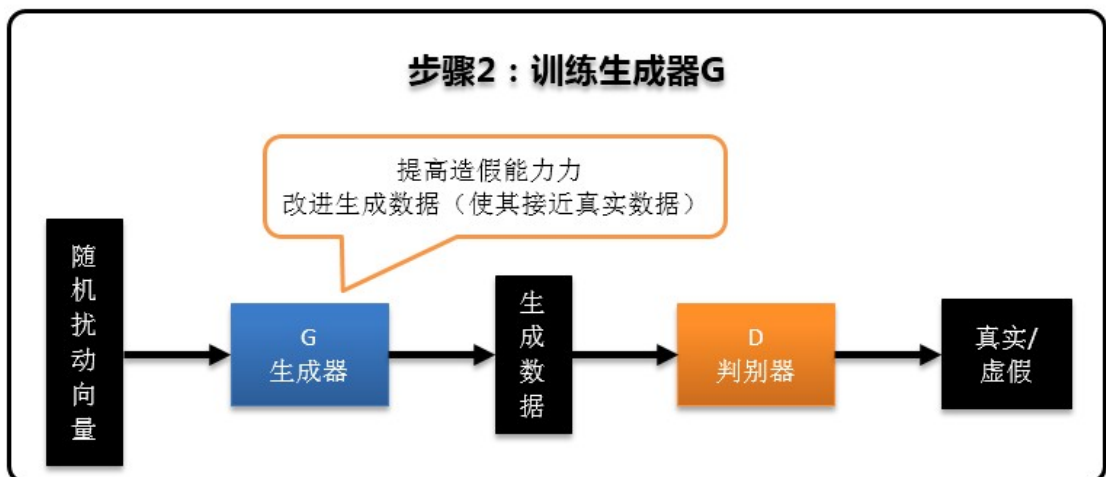 步骤2：训练生成器G
提高造假能力力
改进生成数据（使其接近真实数据）
随机扰动向量
G
生成器
生成数据
D
判别器
真实/
虚假